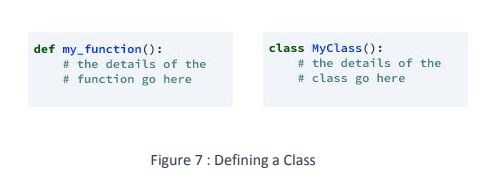 def my_function():
# the details of the
# function go here
class MyClass():
# the details of the
# class go here
Figure 7 : Defining a Class